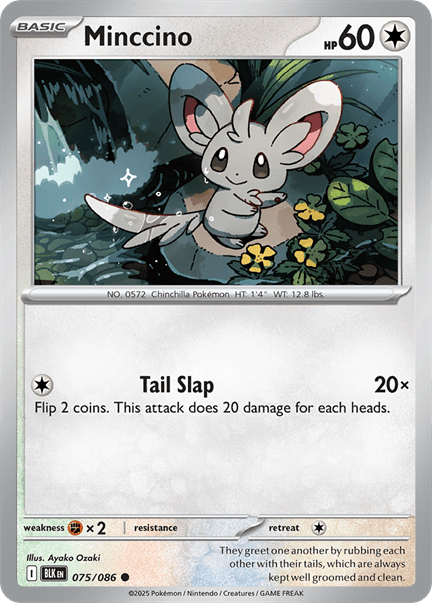 BASIC
Minccino
HP 60
NO. 0572 Chinchilla Pokémon HT: 1'4" WT: 12.8 lbs.
Tail Slap 20×
Flip 2 coins. This attack does 20 damage for each heads.
weakness ×2 resistance retreat
Illus. Ayako Ozaki
I BLK EN 075/086
They greet one another by rubbing each
other with their tails, which are always
kept well groomed and clean.
©2025 Pokémon / Nintendo / Creatures / GAME FREAK